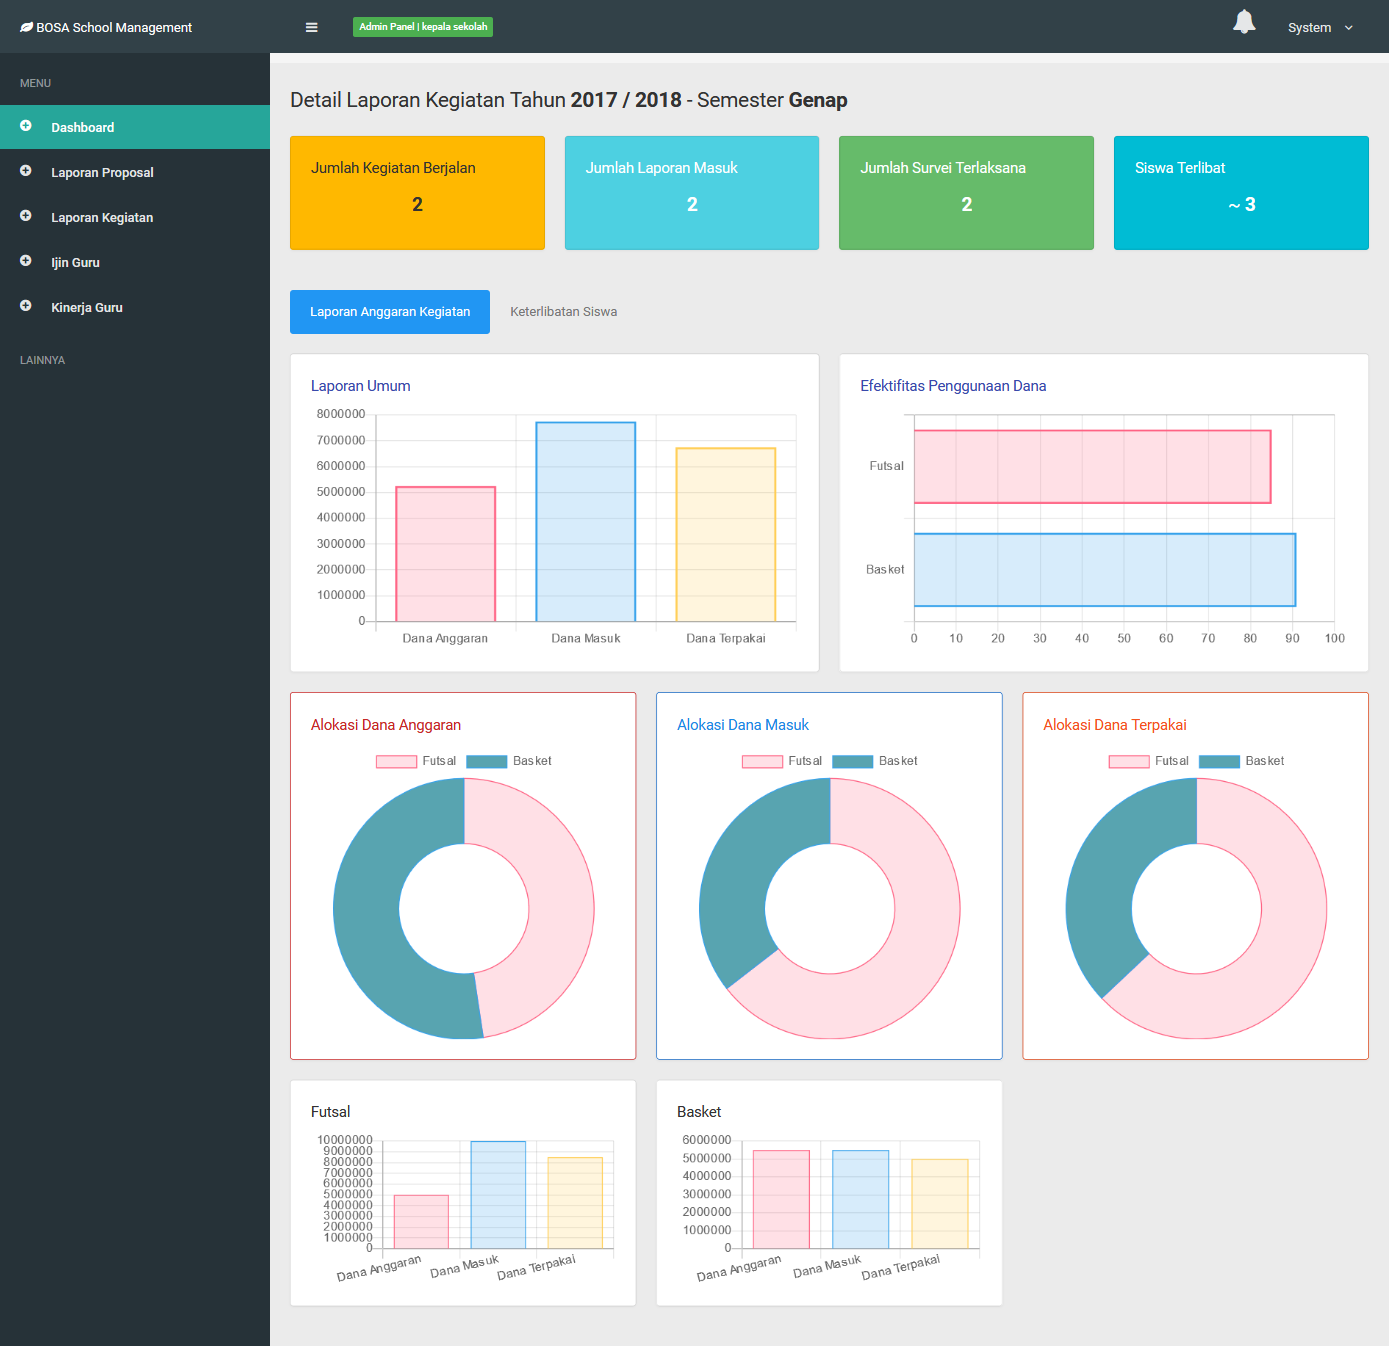 BOSA School Management
Admin Panel | kepala sekolah
System
MENU
Dashboard
Laporan Proposal
Laporan Kegiatan
Ijin Guru
Kinerja Guru
LAINNYA
Detail Laporan Kegiatan Tahun 2017 / 2018 - Semester Genap
Jumlah Kegiatan Berjalan
2
Jumlah Laporan Masuk
2
Jumlah Survei Terlaksana
2
Siswa Terlibat
~ 3
Laporan Anggaran Kegiatan
Keterlibatan Siswa
Laporan Umum
8000000
7000000
6000000
5000000
4000000
3000000
2000000
1000000
0
Dana Anggaran Dana Masuk Dana Terpakai
Efektifitas Penggunaan Dana
Futsal
Basket
0 10 20 30 40 50 60 70 80 90 100
Alokasi Dana Anggaran
Futsal Basket
Alokasi Dana Masuk
Futsal Basket
Alokasi Dana Terpakai
Futsal Basket
Futsal
10000000
9000000
8000000
7000000
6000000
5000000
4000000
3000000
2000000
1000000
0
Dana Anggaran Dana Masuk Dana Terpakai
Basket
6000000
5000000
4000000
3000000
2000000
1000000
0
Dana Anggaran Dana Masuk Dana Terpakai